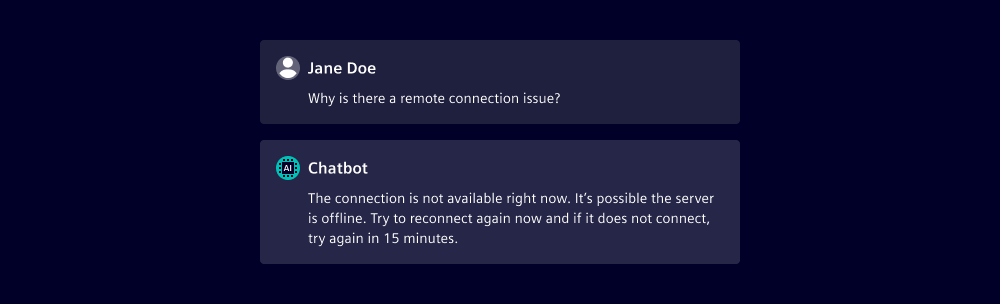 Jane Doe
Why is there a remote connection issue?
AI
Chatbot
The connection is not available right now. It’s possible the server
is offline. Try to reconnect again now and if it does not connect,
try again in 15 minutes.